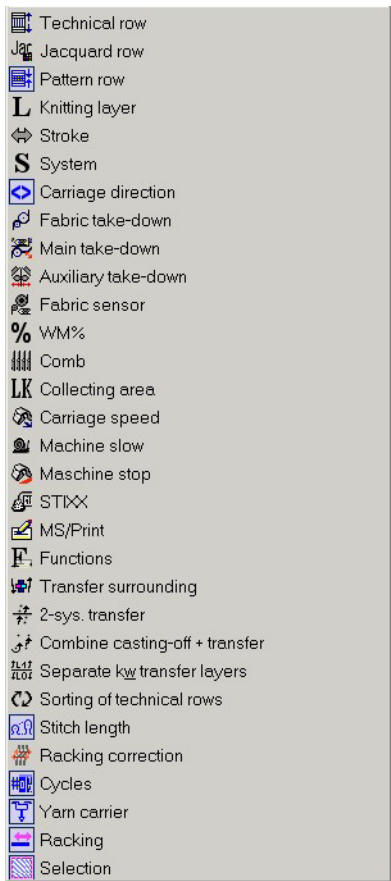 Technical row
Jac Jacquard row
Pattern row
L Knitting layer
Stroke
S System
Carriage direction
Fabric take-down
Main take-down
Auxiliary take-down
Fabric sensor
% WM%
Comb
LK Collecting area
Carriage speed
Machine slow
Maschine stop
STIXX
MS/Print
F Functions
Transfer surrounding
2-sys. transfer
Combine casting-off + transfer
Separate kw transfer layers
Sorting of technical rows
Stitch length
Racking correction
Cycles
Yarn carrier
Racking
Selection